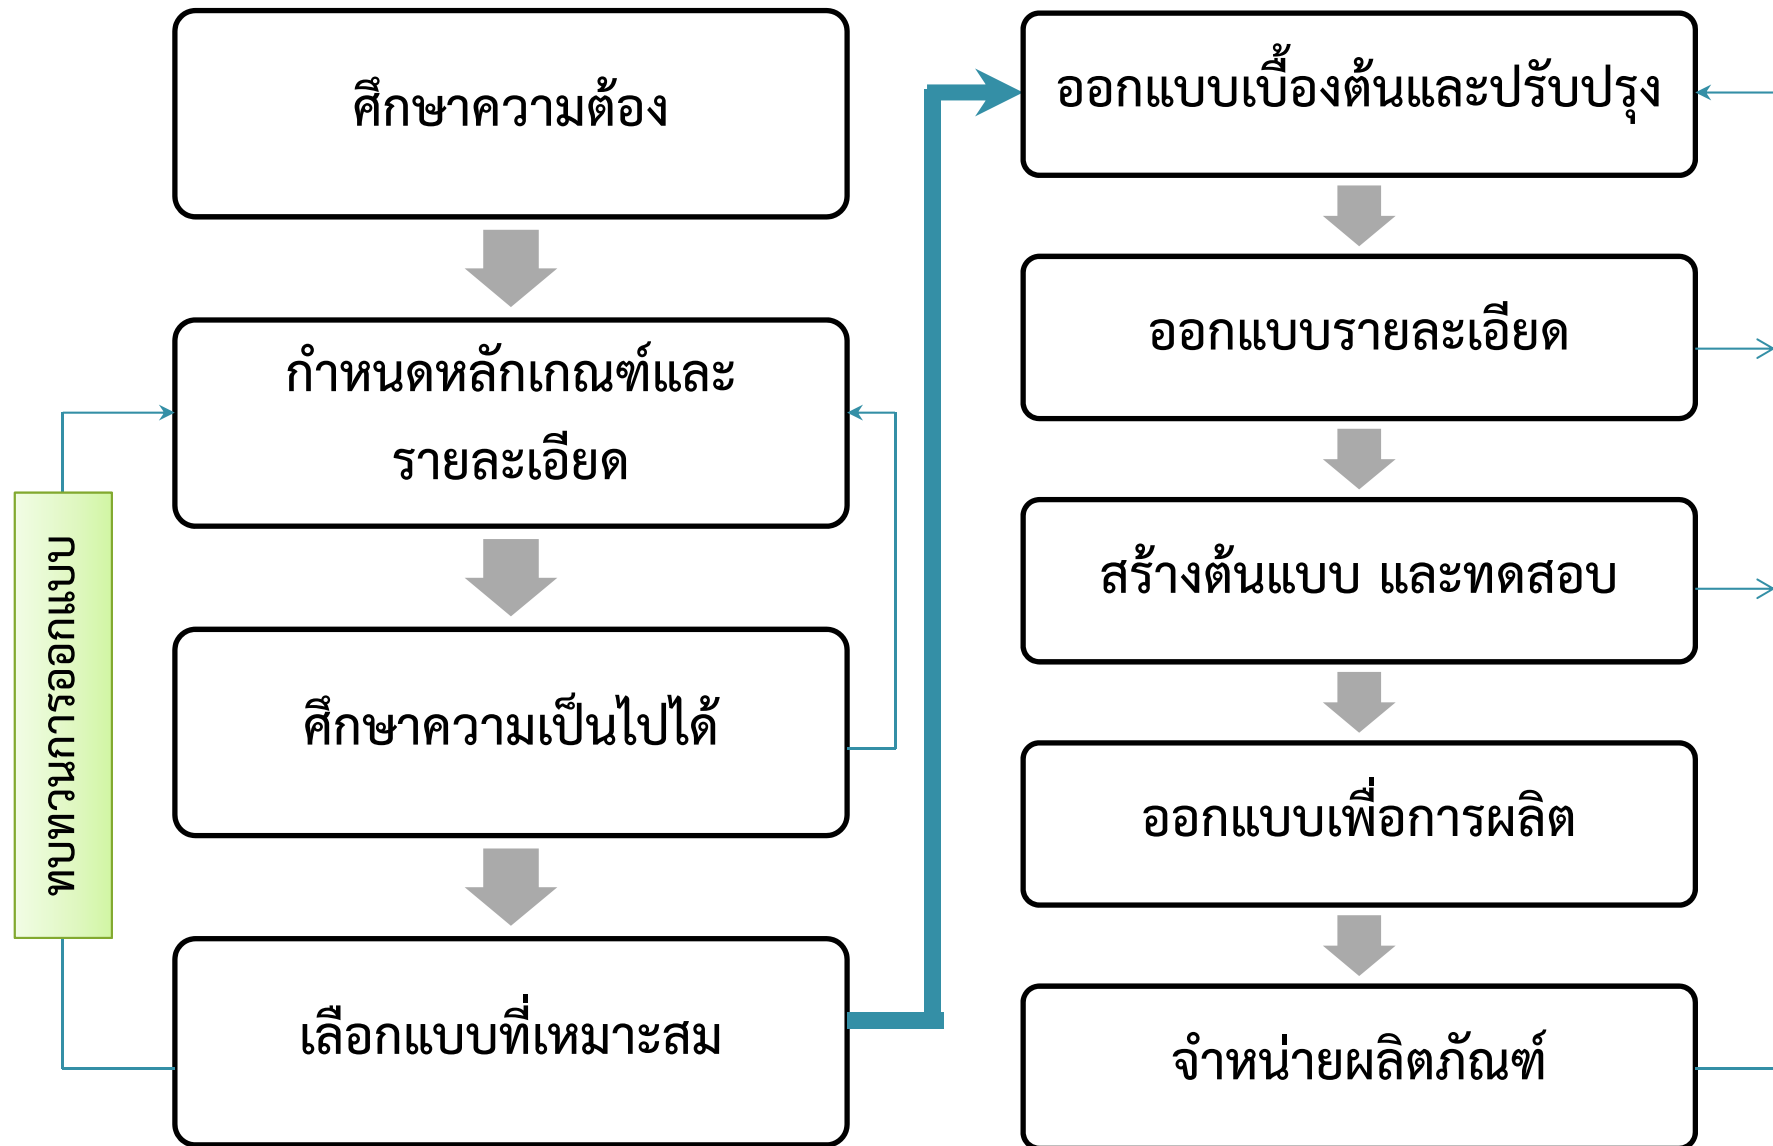 ศึกษาความต้อง
กำหนดหลักเกณฑ์และ
รายละเอียด
ศึกษาความเป็นไปได้
เลือกแบบที่เหมาะสม
ทบทวนการออกแบบ
ออกแบบเบื้องต้นและปรับปรุง
ออกแบบรายละเอียด
สร้างต้นแบบ และทดสอบ
ออกแบบเพื่อการผลิต
จำหน่ายผลิตภัณฑ์